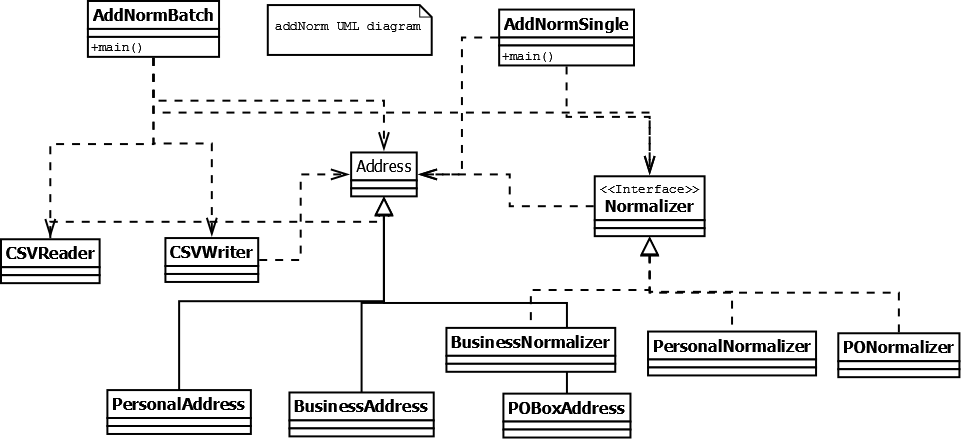 AddNormBatch
+main()
addNorm UML diagram
AddNormSingle
+main()
Address
<<Interface>>
Normalizer
CSVReader
CSVWriter
BusinessNormalizer
PersonalNormalizer
PONormalizer
PersonalAddress
BusinessAddress
POBoxAddress